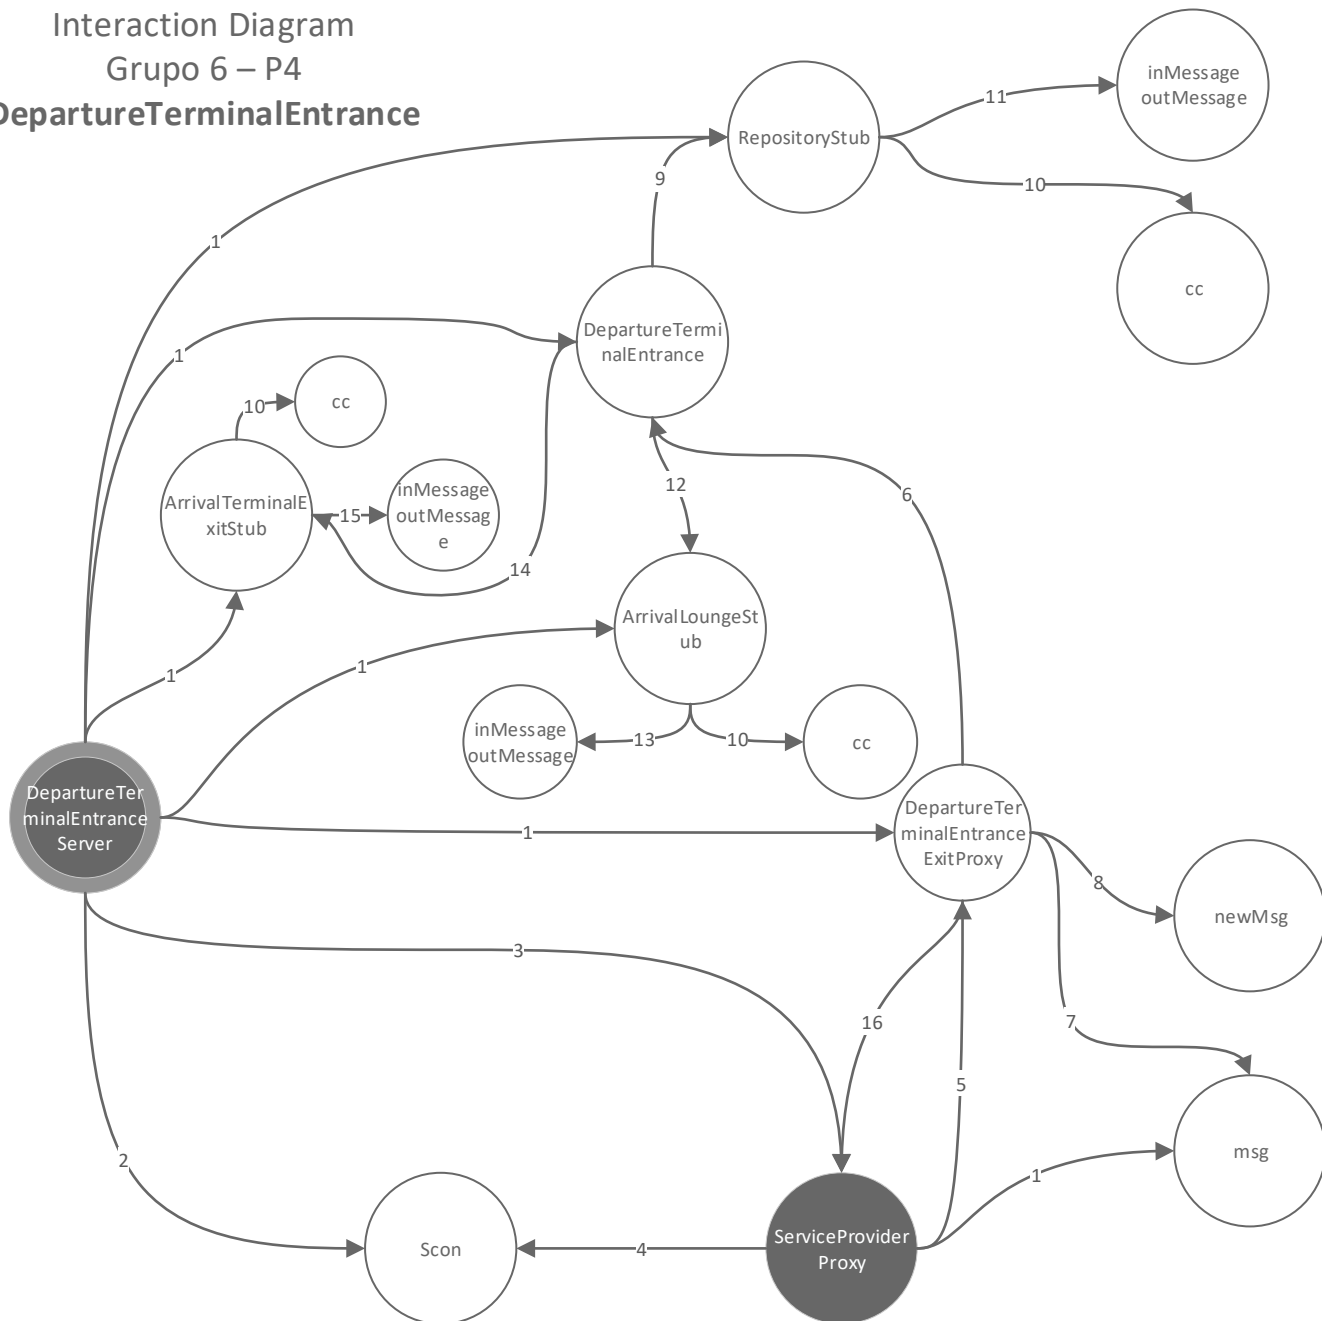 Interaction Diagram
Grupo 6 – P4
DepartureTerminalEntrance
inMessage
outMessage
11
RepositoryStub
9
10
1
cc
DepartureTermi
nalEntrance
1
cc
10
12
6
inMessage
outMessag
e
ArrivalTerminalE
xitStub
15
14
ArrivalLoungeSt
ub
1
1
inMessage
outMessage
13
10
cc
DepartureTer
minalEntrance
Server
DepartureTer
minalEntrance
ExitProxy
1
8
newMsg
3
16
7
5
msg
2
1
Scon
4
ServiceProvider
Proxy